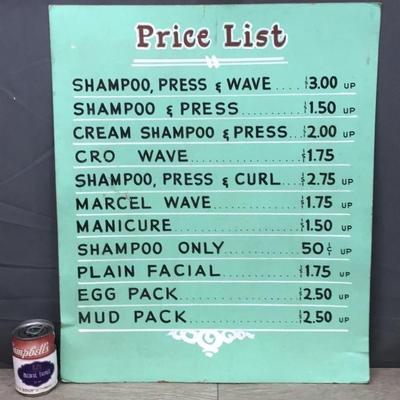 Price List
SHAMPOO, PRESS & WAVE....$3.00 UP
SHAMPOO & PRESS..........$1.50 UP
CREAM SHAMPOO & PRESS...$2.00 UP
CRO WAVE..............$1.75
SHAMPOO, PRESS & CURL...$2.75 UP
MARCEL WAVE...........$1.75 UP
MANICURE..............$1.50 UP
SHAMPOO ONLY..........50¢ UP
PLAIN FACIAL..........$1.75 UP
EGG PACK..............$2.50 UP
MUD PACK..............$2.50 UP
Campbell's